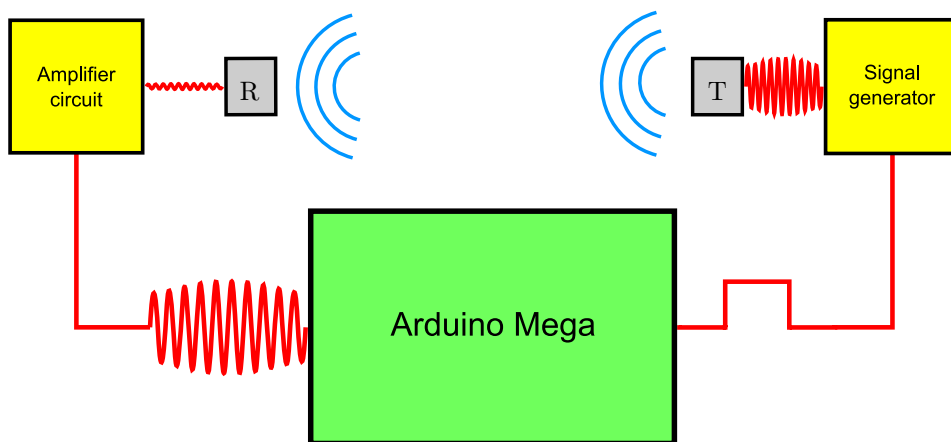 Amplifier
circuit
R
T
Signal
generator
Arduino Mega